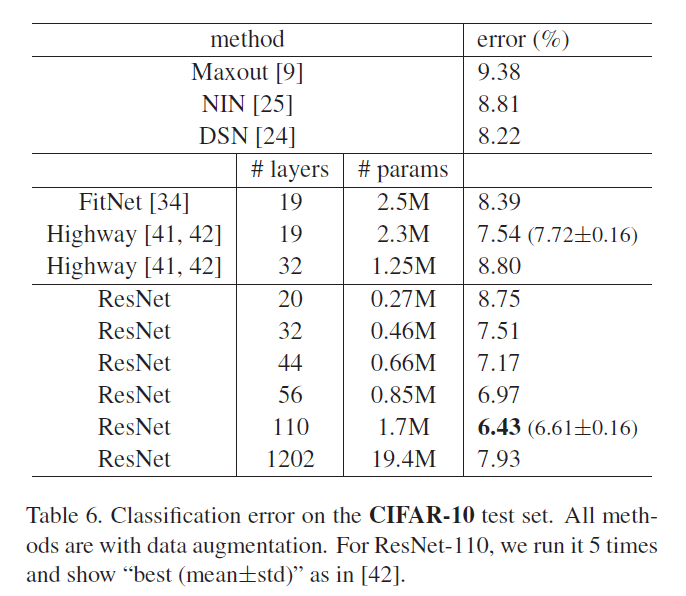 method error (%)
Maxout [9] 9.38
NIN [25] 8.81
DSN [24] 8.22
# layers # params
FitNet [34] 19 2.5M 8.39
Highway [41, 42] 19 2.3M 7.54 (7.72±0.16)
Highway [41, 42] 32 1.25M 8.80
ResNet 20 0.27M 8.75
ResNet 32 0.46M 7.51
ResNet 44 0.66M 7.17
ResNet 56 0.85M 6.97
ResNet 110 1.7M 6.43 (6.61±0.16)
ResNet 1202 19.4M 7.93
Table 6. Classification error on the CIFAR-10 test set. All meth-
ods are with data augmentation. For ResNet-110, we run it 5 times
and show “best (mean±std)” as in [42].